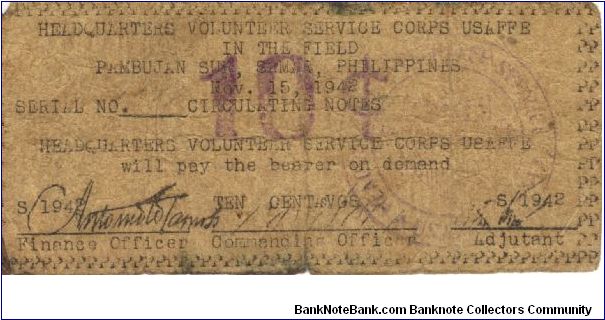 HEADQUARTERS VOLUNTEER SERVICE CORPS USAFFE
IN THE FIELD
PAMBUJAN SUR, SAMAR, PHILIPPINES
Nov. 15, 1942
10 ¢
SERIAL NO. CIRCULATING NOTES
HEADQUARTERS VOLUNTEER SERVICE CORPS USAFFE
will pay the bearer on demand
S/1942 TEN CENTAVOS S/1942
Finance Officer Commanding Officer Adjutant
BankNoteBank.com Banknote Collectors Community